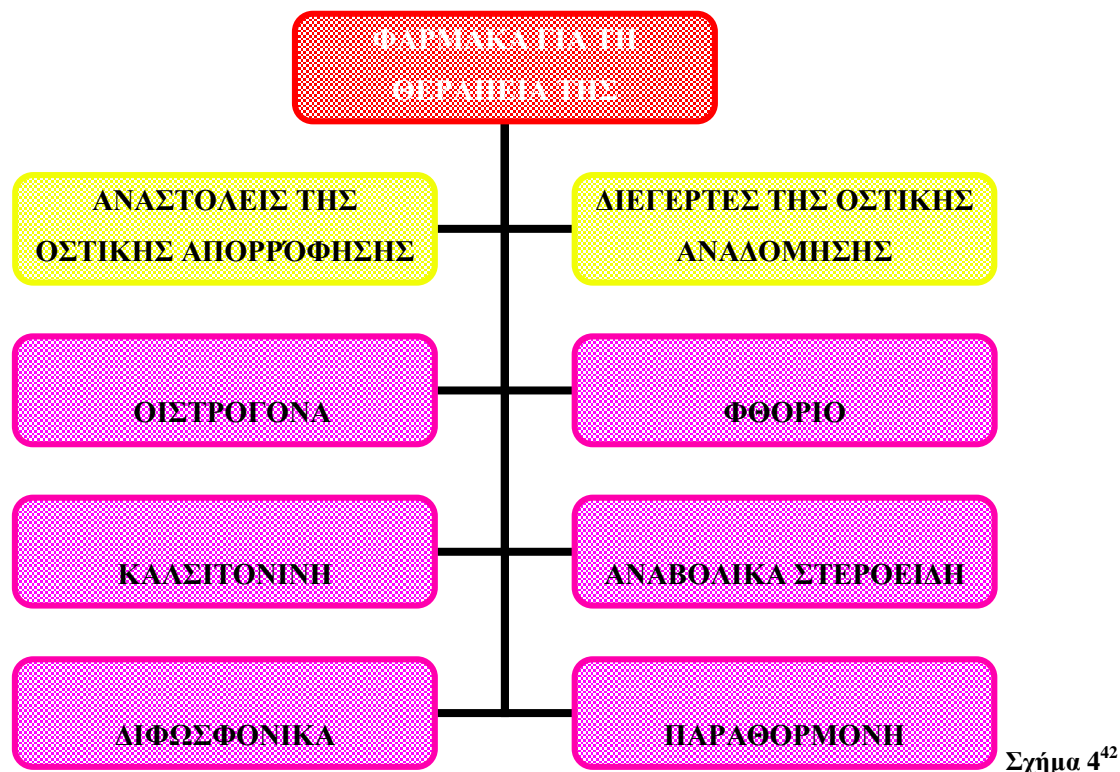 ΦΑΡΜΑΚΑ ΓΙΑ ΤΗ
ΘΕΡΑΠΕΙΑ ΤΗΣ
ΑΝΑΣΤΟΛΕΙΣ ΤΗΣ
ΟΣΤΙΚΗΣ ΑΠΟΡΡΌΦΗΣΗΣ
ΔΙΕΓΕΡΤΕΣ ΤΗΣ ΟΣΤΙΚΗΣ
ΑΝΑΔΟΜΗΣΗΣ
ΟΙΣΤΡΟΓΟΝΑ
ΦΘΟΡΙΟ
ΚΑΛΣΙΤΟΝΙΝΗ
ΑΝΑΒΟΛΙΚΑ ΣΤΕΡΟΕΙΔΗ
ΔΙΦΩΣΦΟΝΙΚΑ
ΠΑΡΑΘΟΡΜΟΝΗ
Σχήμα 4⁴²